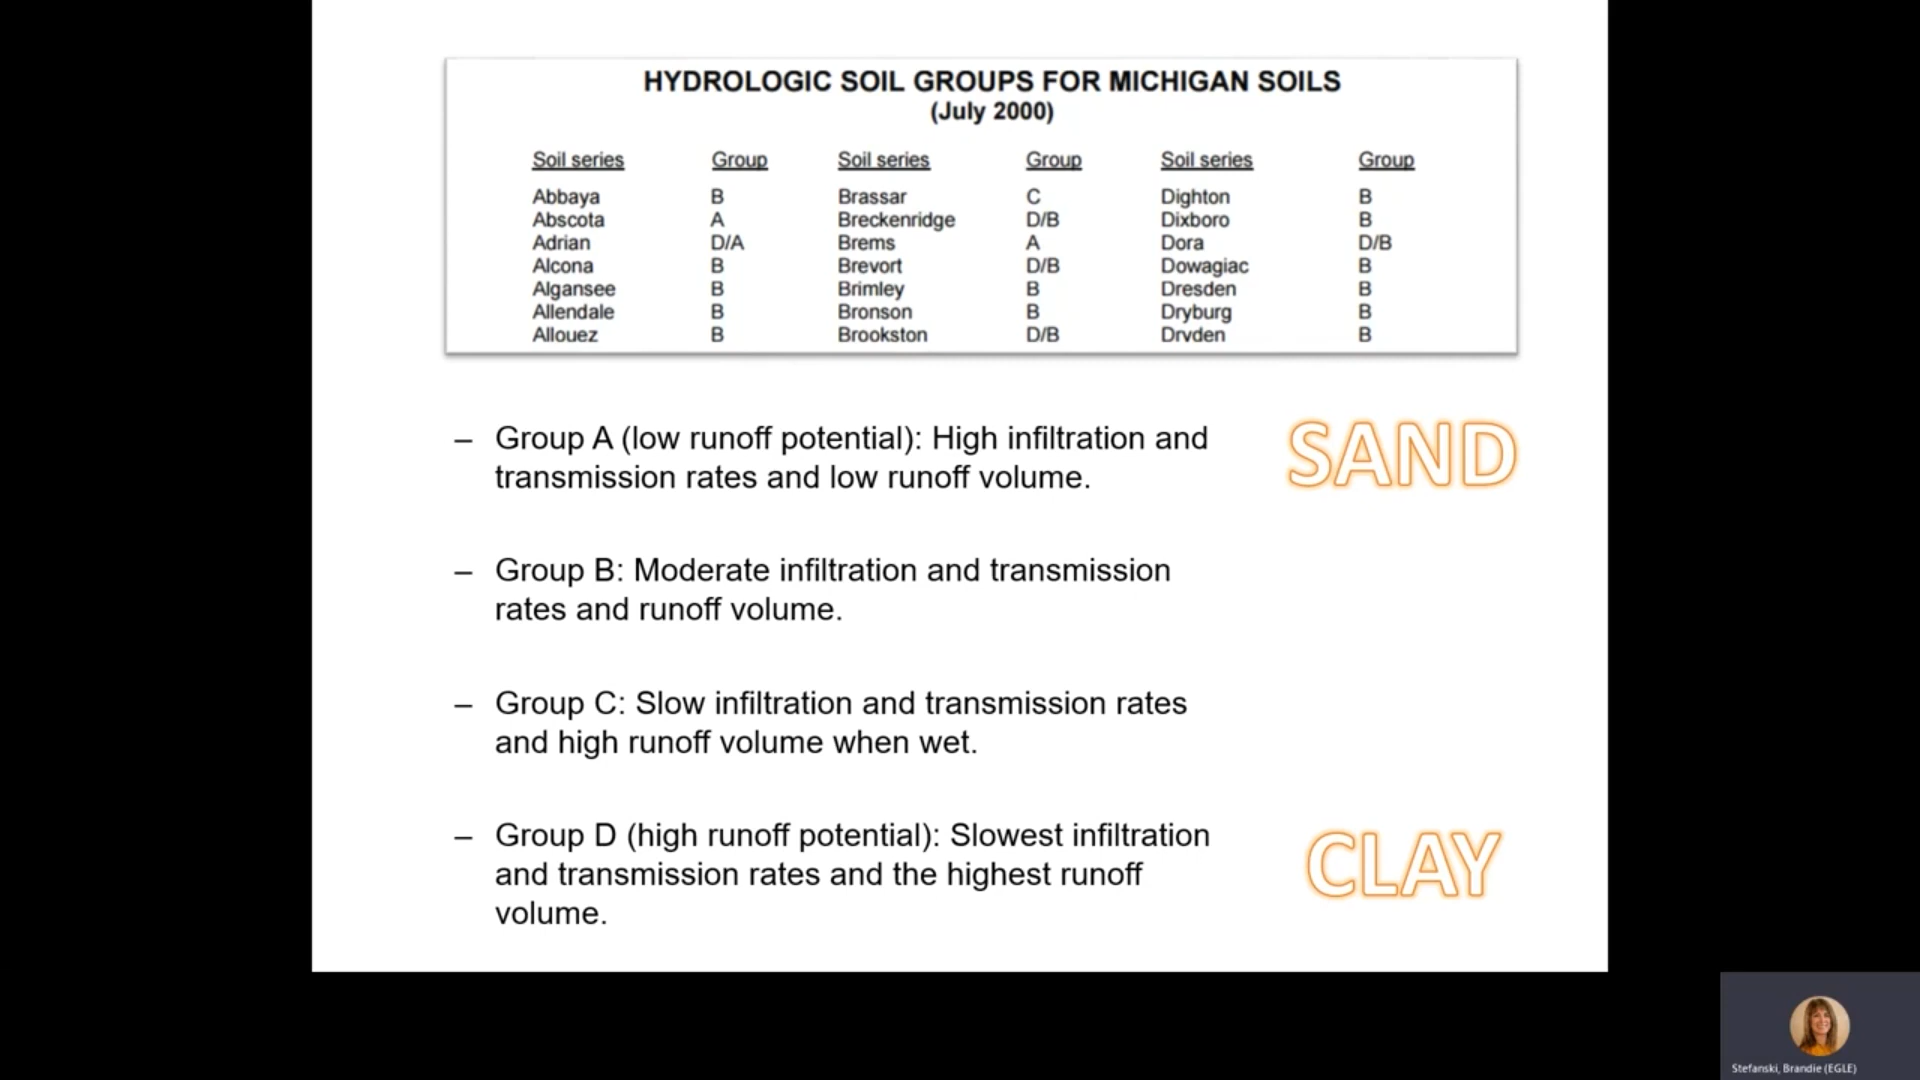 HYDROLOGIC SOIL GROUPS FOR MICHIGAN SOILS
(July 2000)
Soil series Group Soil series Group Soil series Group
Abbaya B Brassar C Dighton B
Abscota A Breckenridge D/B Dixboro B
Adrian D/A Brems A Dora D/B
Alcona B Brevort D/B Dowagiac B
Algansee B Brimley B Dresden B
Allendale B Bronson B Dryburg B
Allouez B Brookston D/B Dryden B
– Group A (low runoff potential): High infiltration and
transmission rates and low runoff volume.
SAND
– Group B: Moderate infiltration and transmission
rates and runoff volume.
– Group C: Slow infiltration and transmission rates
and high runoff volume when wet.
– Group D (high runoff potential): Slowest infiltration
and transmission rates and the highest runoff
volume.
CLAY
Stefanski, Brandie (EGLE)